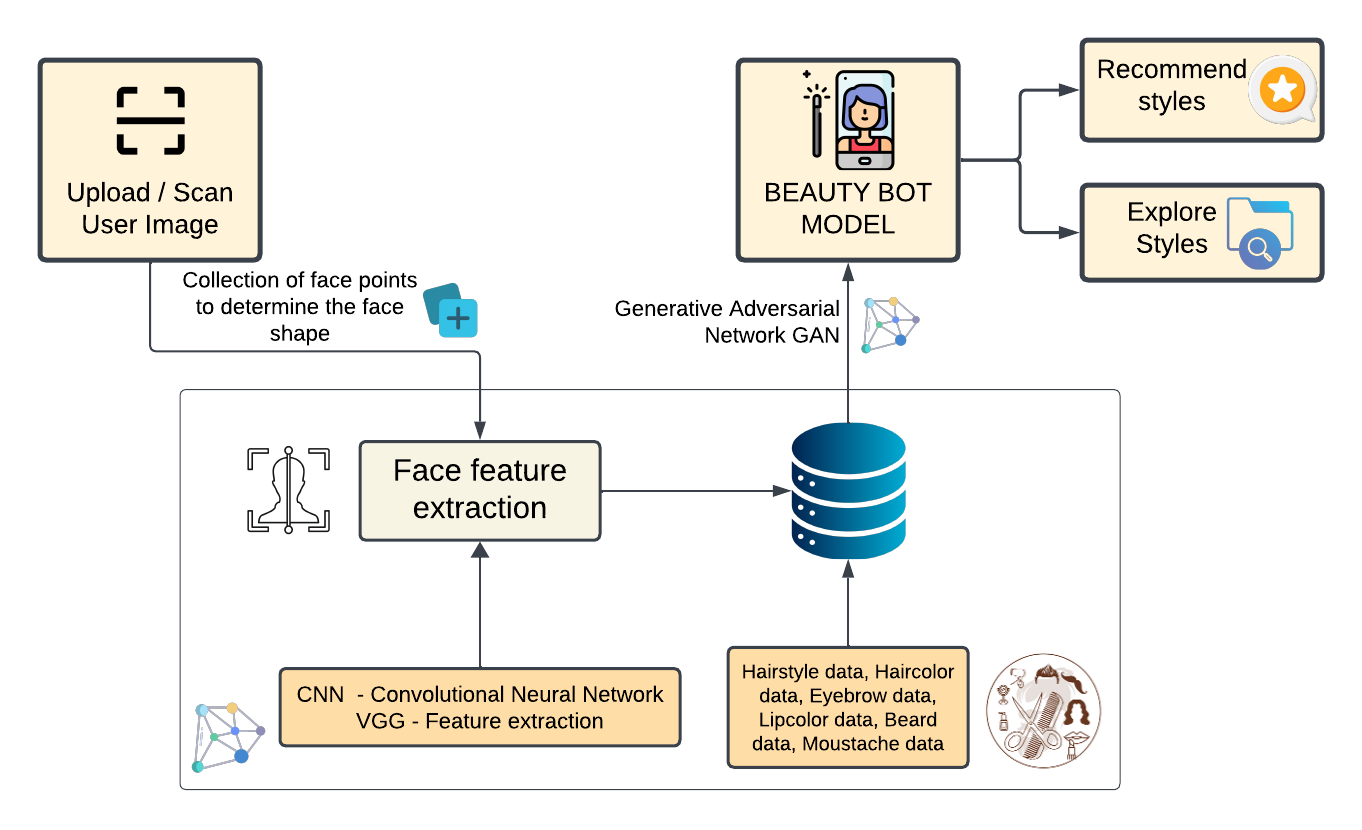 Upload / Scan
User Image
BEAUTY BOT
MODEL
Recommend
styles
Explore
Styles
Collection of face points
to determine the face
shape
Generative Adversarial
Network GAN
Face feature
extraction
CNN  - Convolutional Neural Network
VGG - Feature extraction
Hairstyle data, Haircolor
data, Eyebrow data,
Lipcolor data, Beard
data, Moustache data